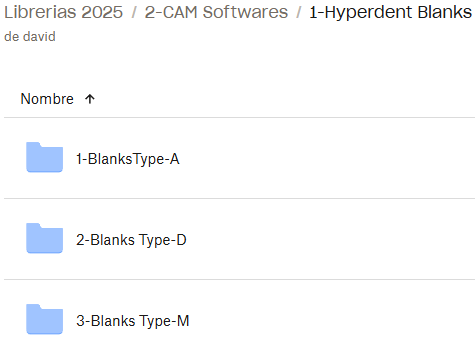 Librerias 2025 / 2-CAM Softwares / 1-Hyperdent Blanks
de david
Nombre ↑
1-BlanksType-A
2-Blanks Type-D
3-Blanks Type-M